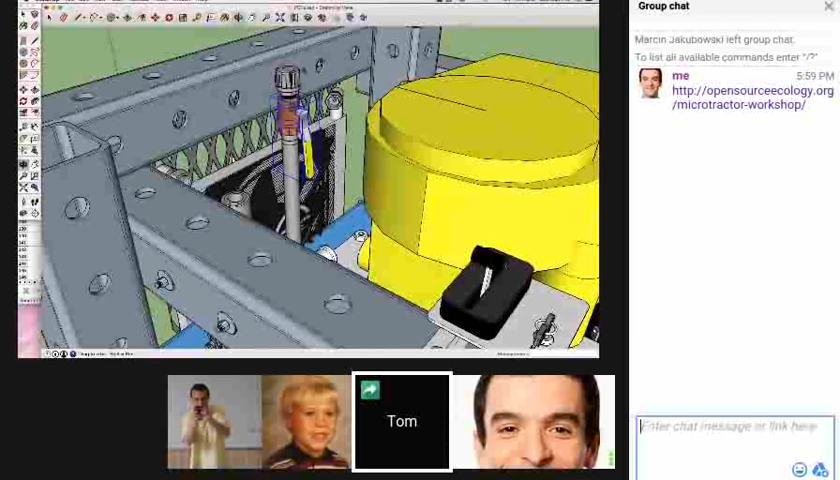 Group chat
Marcin Jakubowski left group chat.
To list all available commands enter "/?"
me 5:59 PM
http://opensourceecology.org
/microtractor-workshop/
Tom
Enter chat message or link here